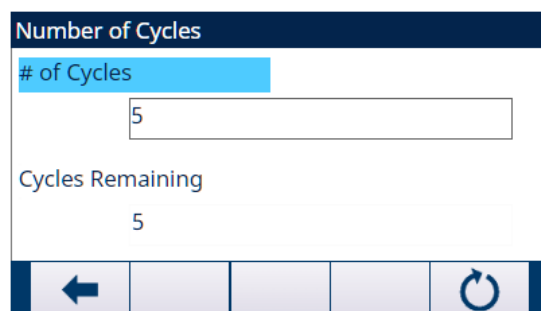 Number of Cycles
# of Cycles
5
Cycles Remaining
5